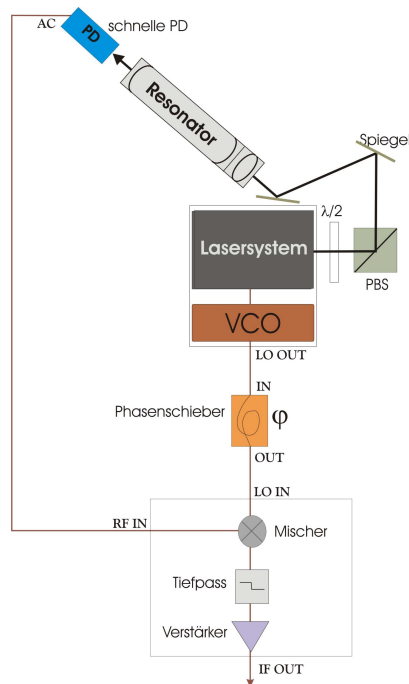 AC
PD
schnelle PD
Resonator
Spiegel
λ/2
Lasersystem
PBS
VCO
LO OUT
IN
Phasenschieber
φ
OUT
LO IN
RF IN
Mischer
Tiefpass
Verstärker
IF OUT